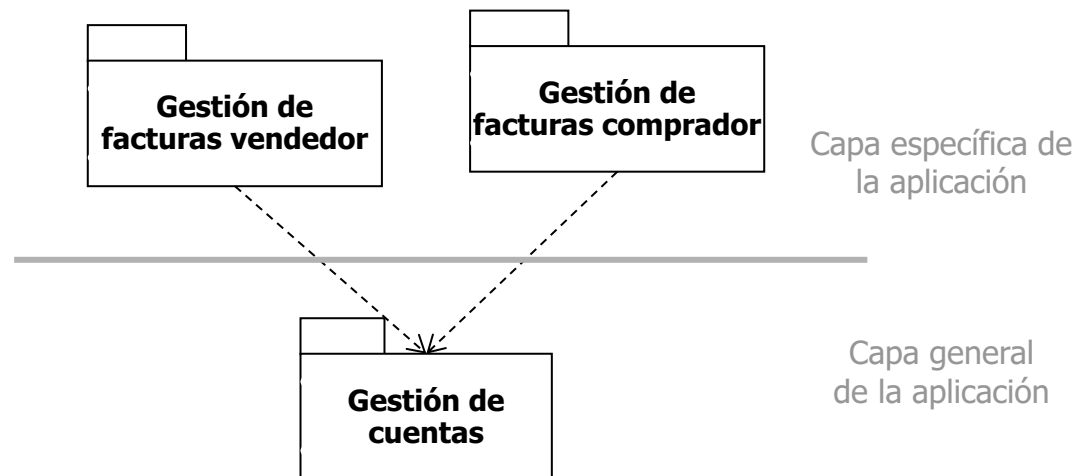 Gestión de
facturas vendedor
Gestión de
facturas comprador
Capa específica de
la aplicación
Gestión de
cuentas
Capa general
de la aplicación